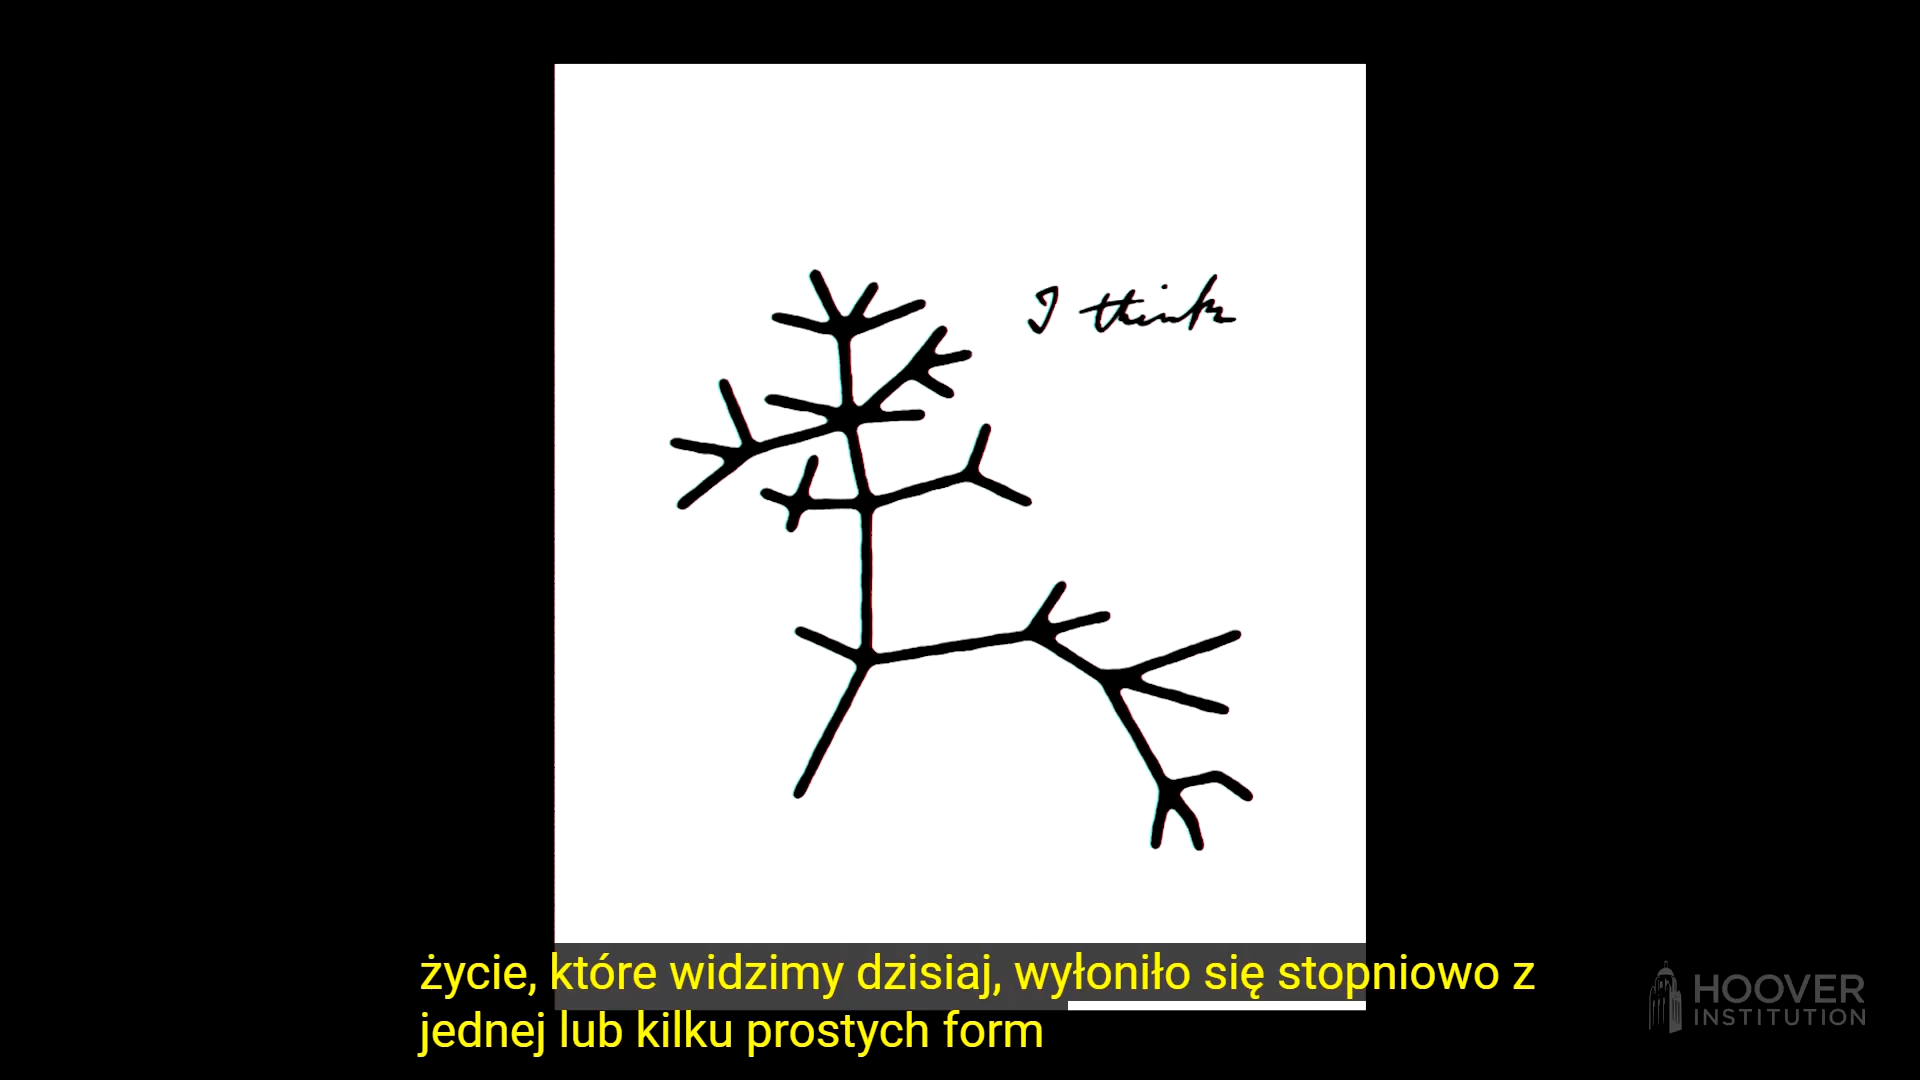 I think
życie, które widzimy dzisiaj, wyłoniło się stopniowo z
jednej lub kilku prostych form
HOOVER
INSTITUTION